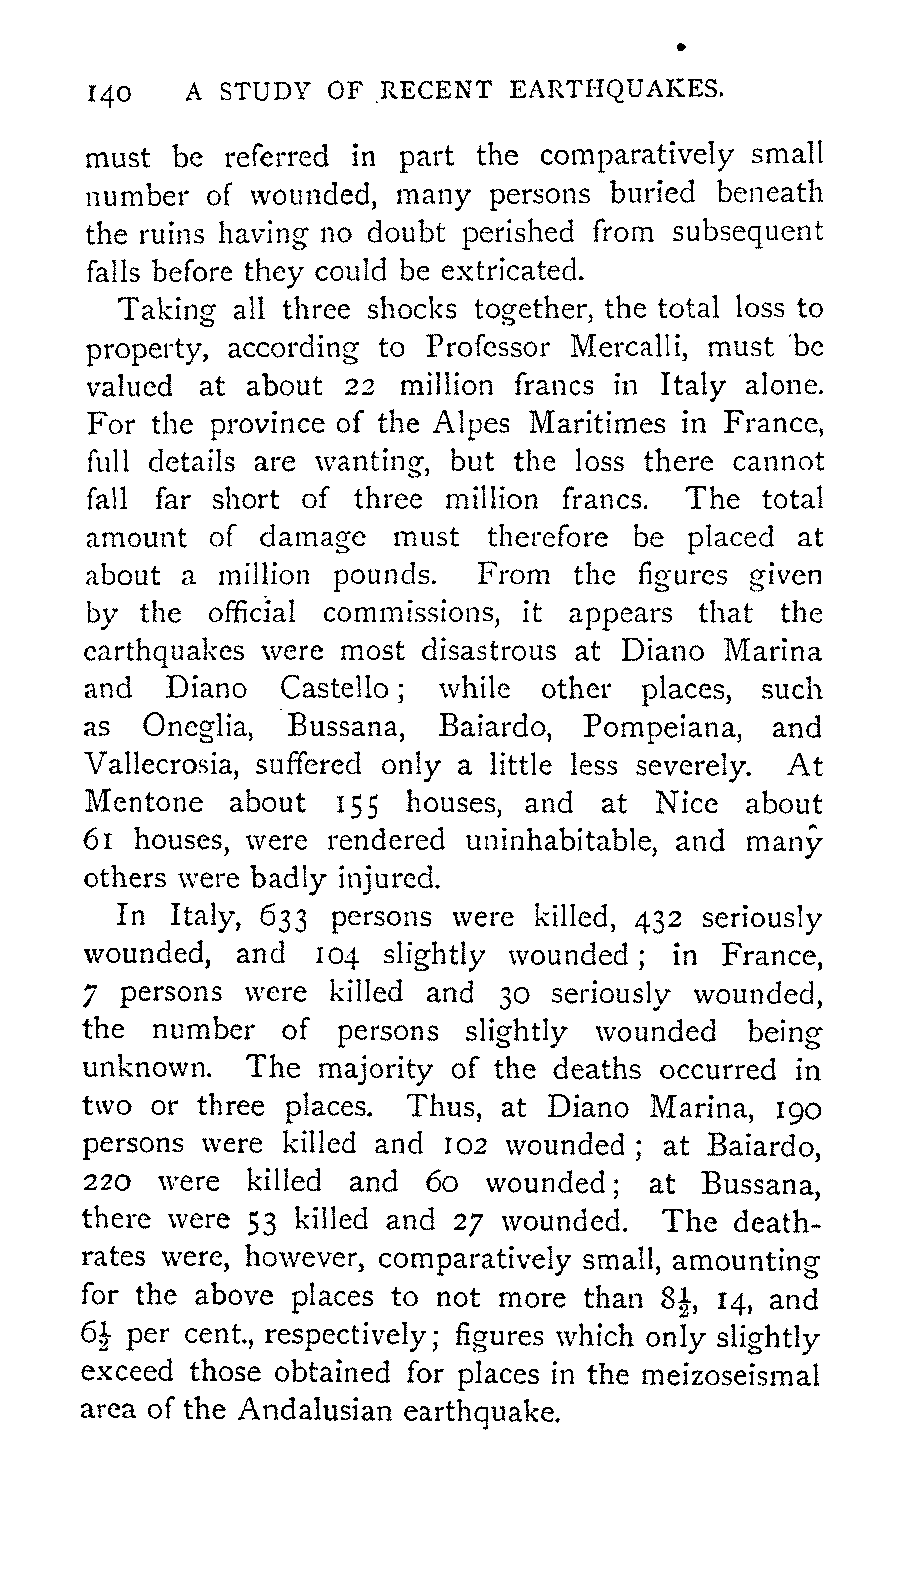 140 A STUDY OF RECENT EARTHQUAKES.
must be referred in part the comparatively small
number of wounded, many persons buried beneath
the ruins having no doubt perished from subsequent
falls before they could be extricated.
Taking all three shocks together, the total loss to
property, according to Professor Mercalli, must be
valued at about 22 million francs in Italy alone.
For the province of the Alpes Maritimes in France,
full details are wanting, but the loss there cannot
fall far short of three million francs. The total
amount of damage must therefore be placed at
about a million pounds. From the figures given
by the official commissions, it appears that the
earthquakes were most disastrous at Diano Marina
and Diano Castello; while other places, such
as Oneglia, Bussana, Baiardo, Pompeiana, and
Vallecrosia, suffered only a little less severely. At
Mentone about 155 houses, and at Nice about
61 houses, were rendered uninhabitable, and many
others were badly injured.
In Italy, 633 persons were killed, 432 seriously
wounded, and 104 slightly wounded; in France,
7 persons were killed and 30 seriously wounded,
the number of persons slightly wounded being
unknown. The majority of the deaths occurred in
two or three places. Thus, at Diano Marina, 190
persons were killed and 102 wounded; at Baiardo,
220 were killed and 60 wounded; at Bussana,
there were 53 killed and 27 wounded. The death-
rates were, however, comparatively small, amounting
for the above places to not more than 8½, 14, and
6½ per cent., respectively; figures which only slightly
exceed those obtained for places in the meizoseismal
area of the Andalusian earthquake.